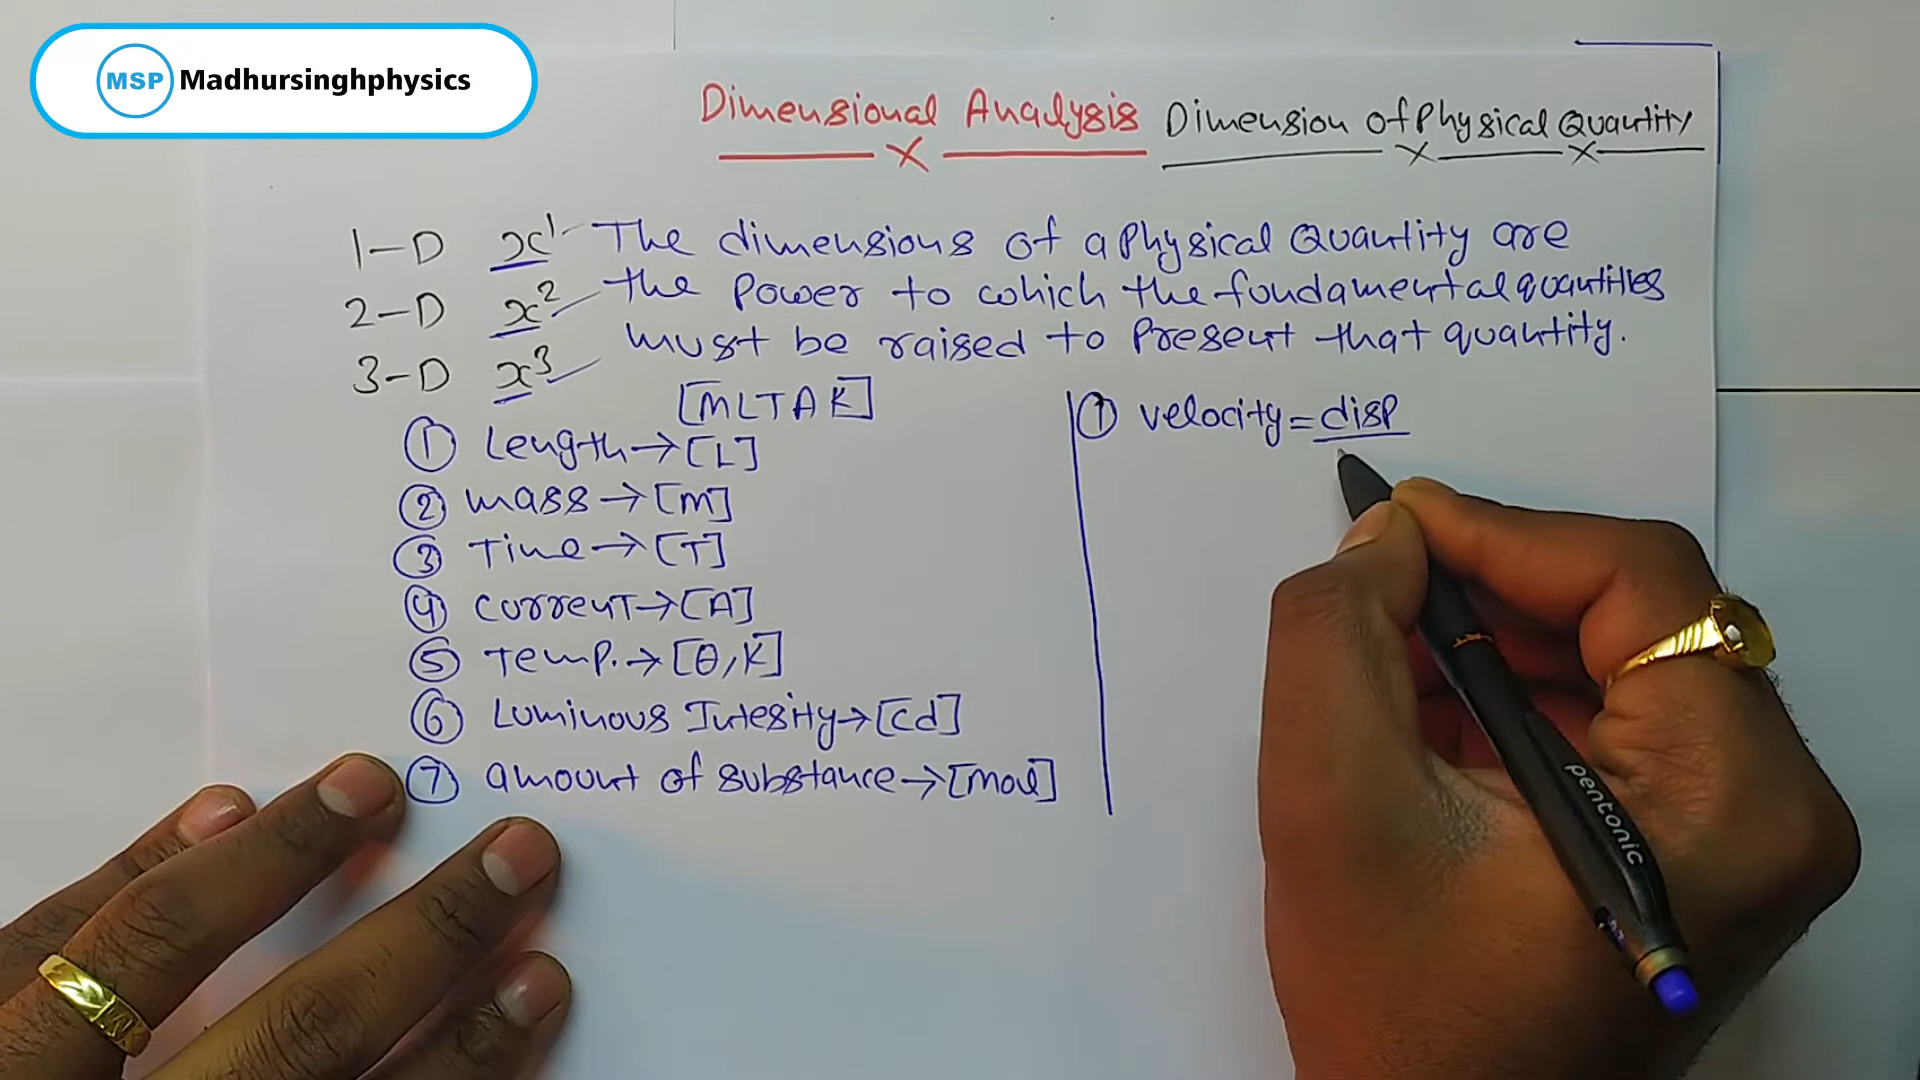 MSP Madhursinghphysics
Dimensional Analysis
Dimension of Physical Quantity
1-D x¹
2-D x²
3-D x³
The dimensions of a Physical Quantity are
the power to which the fundamental quantities
must be raised to Present that quantity.
[MLTAK]
① Length→[L]
② mass→[M]
③ Time→[T]
④ current→[A]
⑤ Temp.→[θ,K]
⑥ Luminous Intesity→[Cd]
⑦ amount of substance→[mol]
① velocity=disp
pentonic